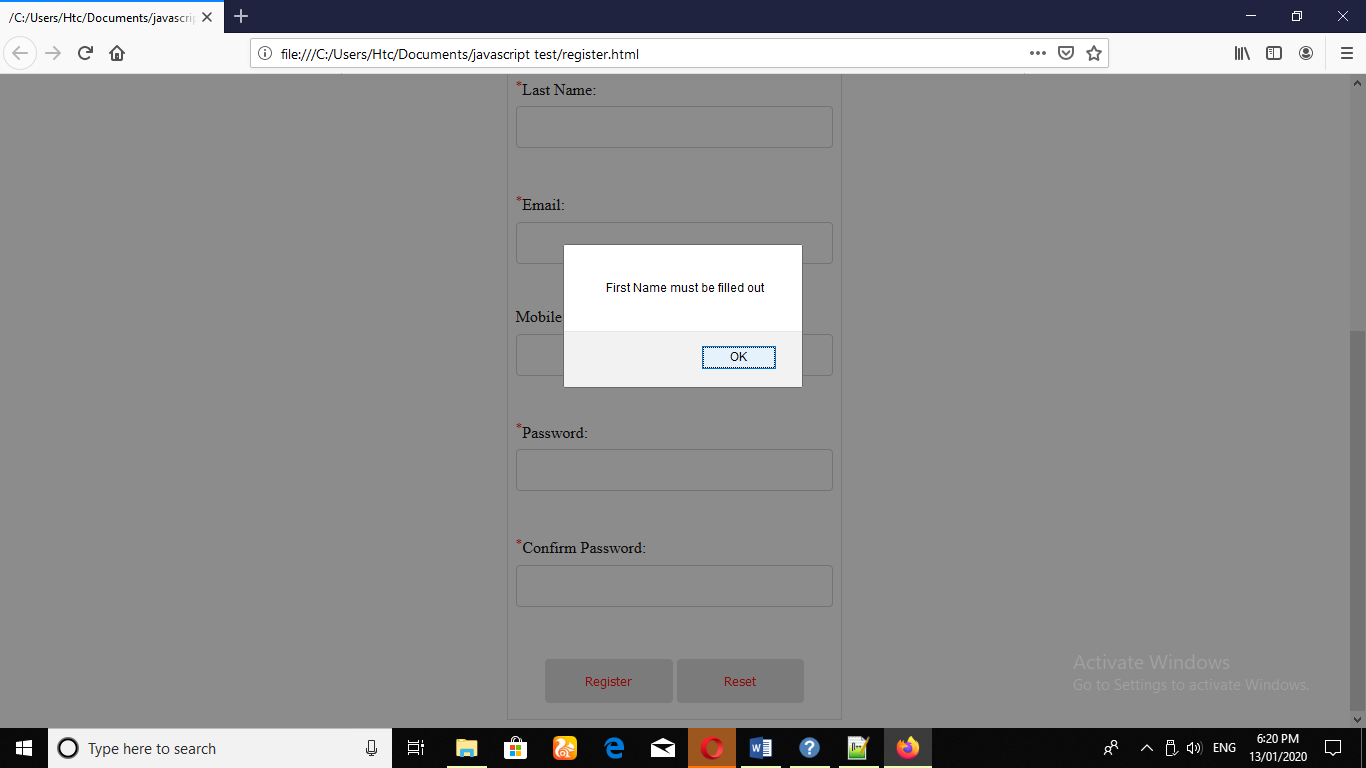 /C:/Users/Htc/Documents/javascrip
file:///C:/Users/Htc/Documents/javascript test/register.html
*Last Name:
*Email:
First Name must be filled out
Mobile
OK
*Password:
*Confirm Password:
Register Reset
Activate Windows
Go to Settings to activate Windows.
Type here to search
ENG
6:20 PM
13/01/2020